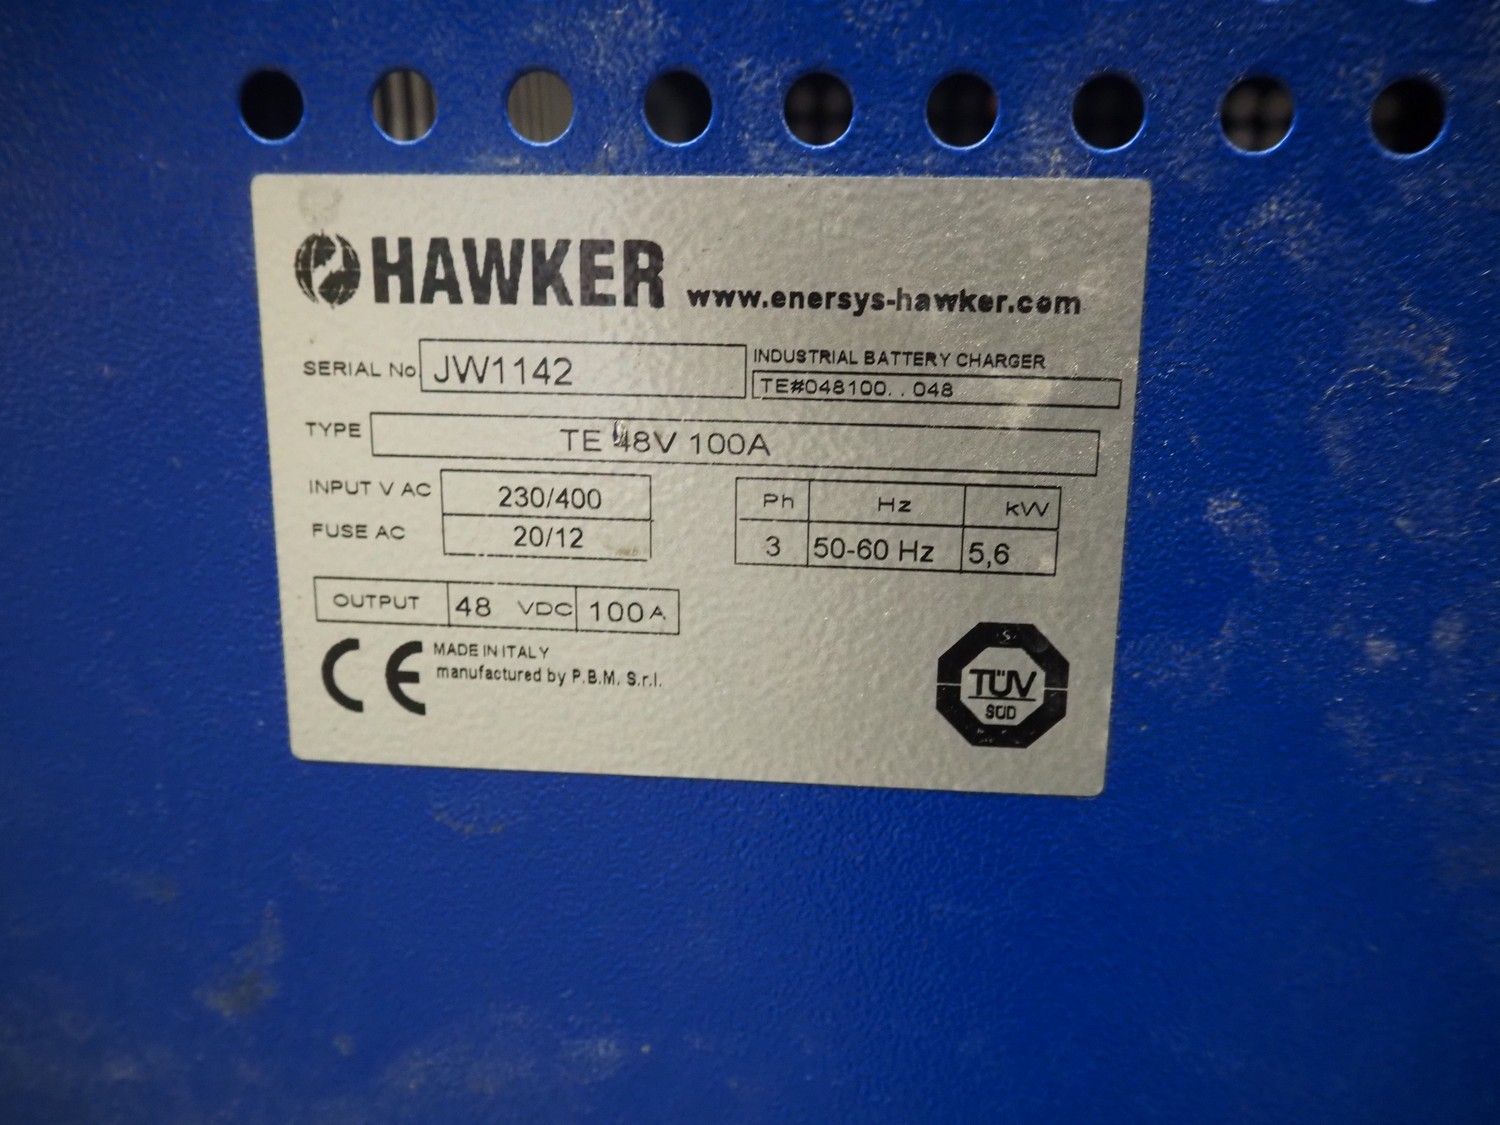 HAWKER www.enersys-hawker.com
SERIAL No JW1142
INDUSTRIAL BATTERY CHARGER
TE#048100..048
TYPE TE 48V 100A
INPUT V AC 230/400
FUSE AC 20/12
Ph Hz kW
3 50-60 Hz 5,6
OUTPUT 48 VDC 100A
CE
MADE IN ITALY
manufactured by P.B.M. S.r.l.
TÜV
SÜD